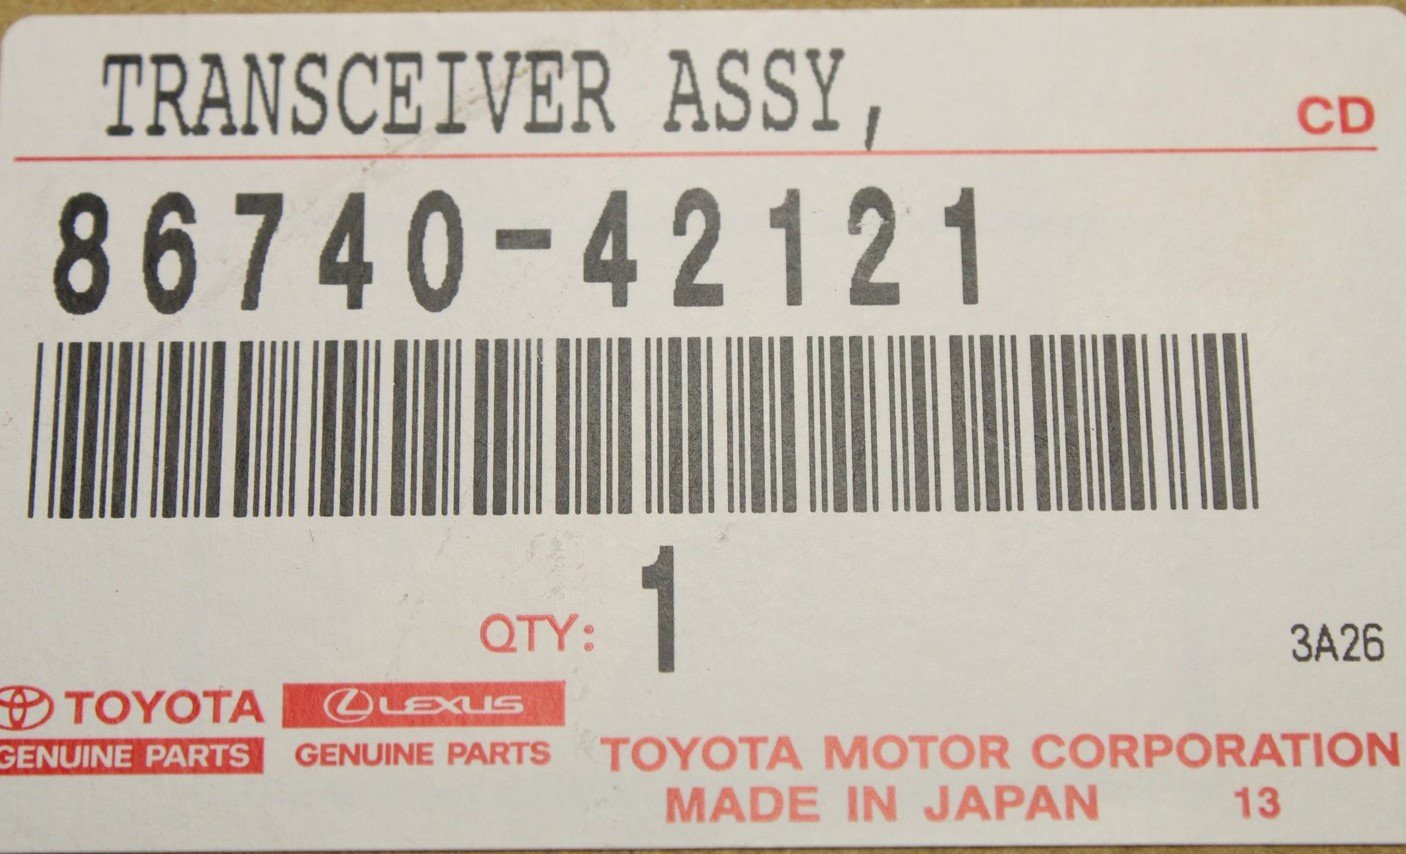 TRANSCEIVER ASSY,
CD
86740-42121
QTY: 1
3A26
TOYOTA
GENUINE PARTS
LEXUS
GENUINE PARTS
TOYOTA MOTOR CORPORATION
MADE IN JAPAN 13